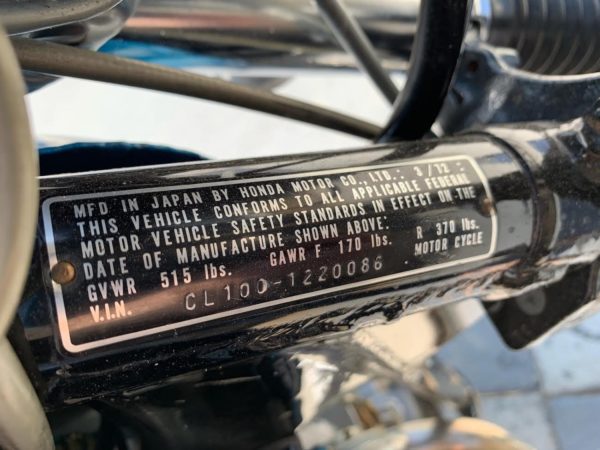 MFD IN JAPAN BY HONDA MOTOR CO., LTD.: 3/72
THIS VEHICLE CONFORMS TO ALL APPLICABLE FEDERAL
MOTOR VEHICLE SAFETY STANDARDS IN EFFECT ON THE
DATE OF MANUFACTURE SHOWN ABOVE:
GVWR 515 lbs. GAWR F 170 lbs. R 370 lbs.
V.I.N. CL100-1220086 MOTOR CYCLE